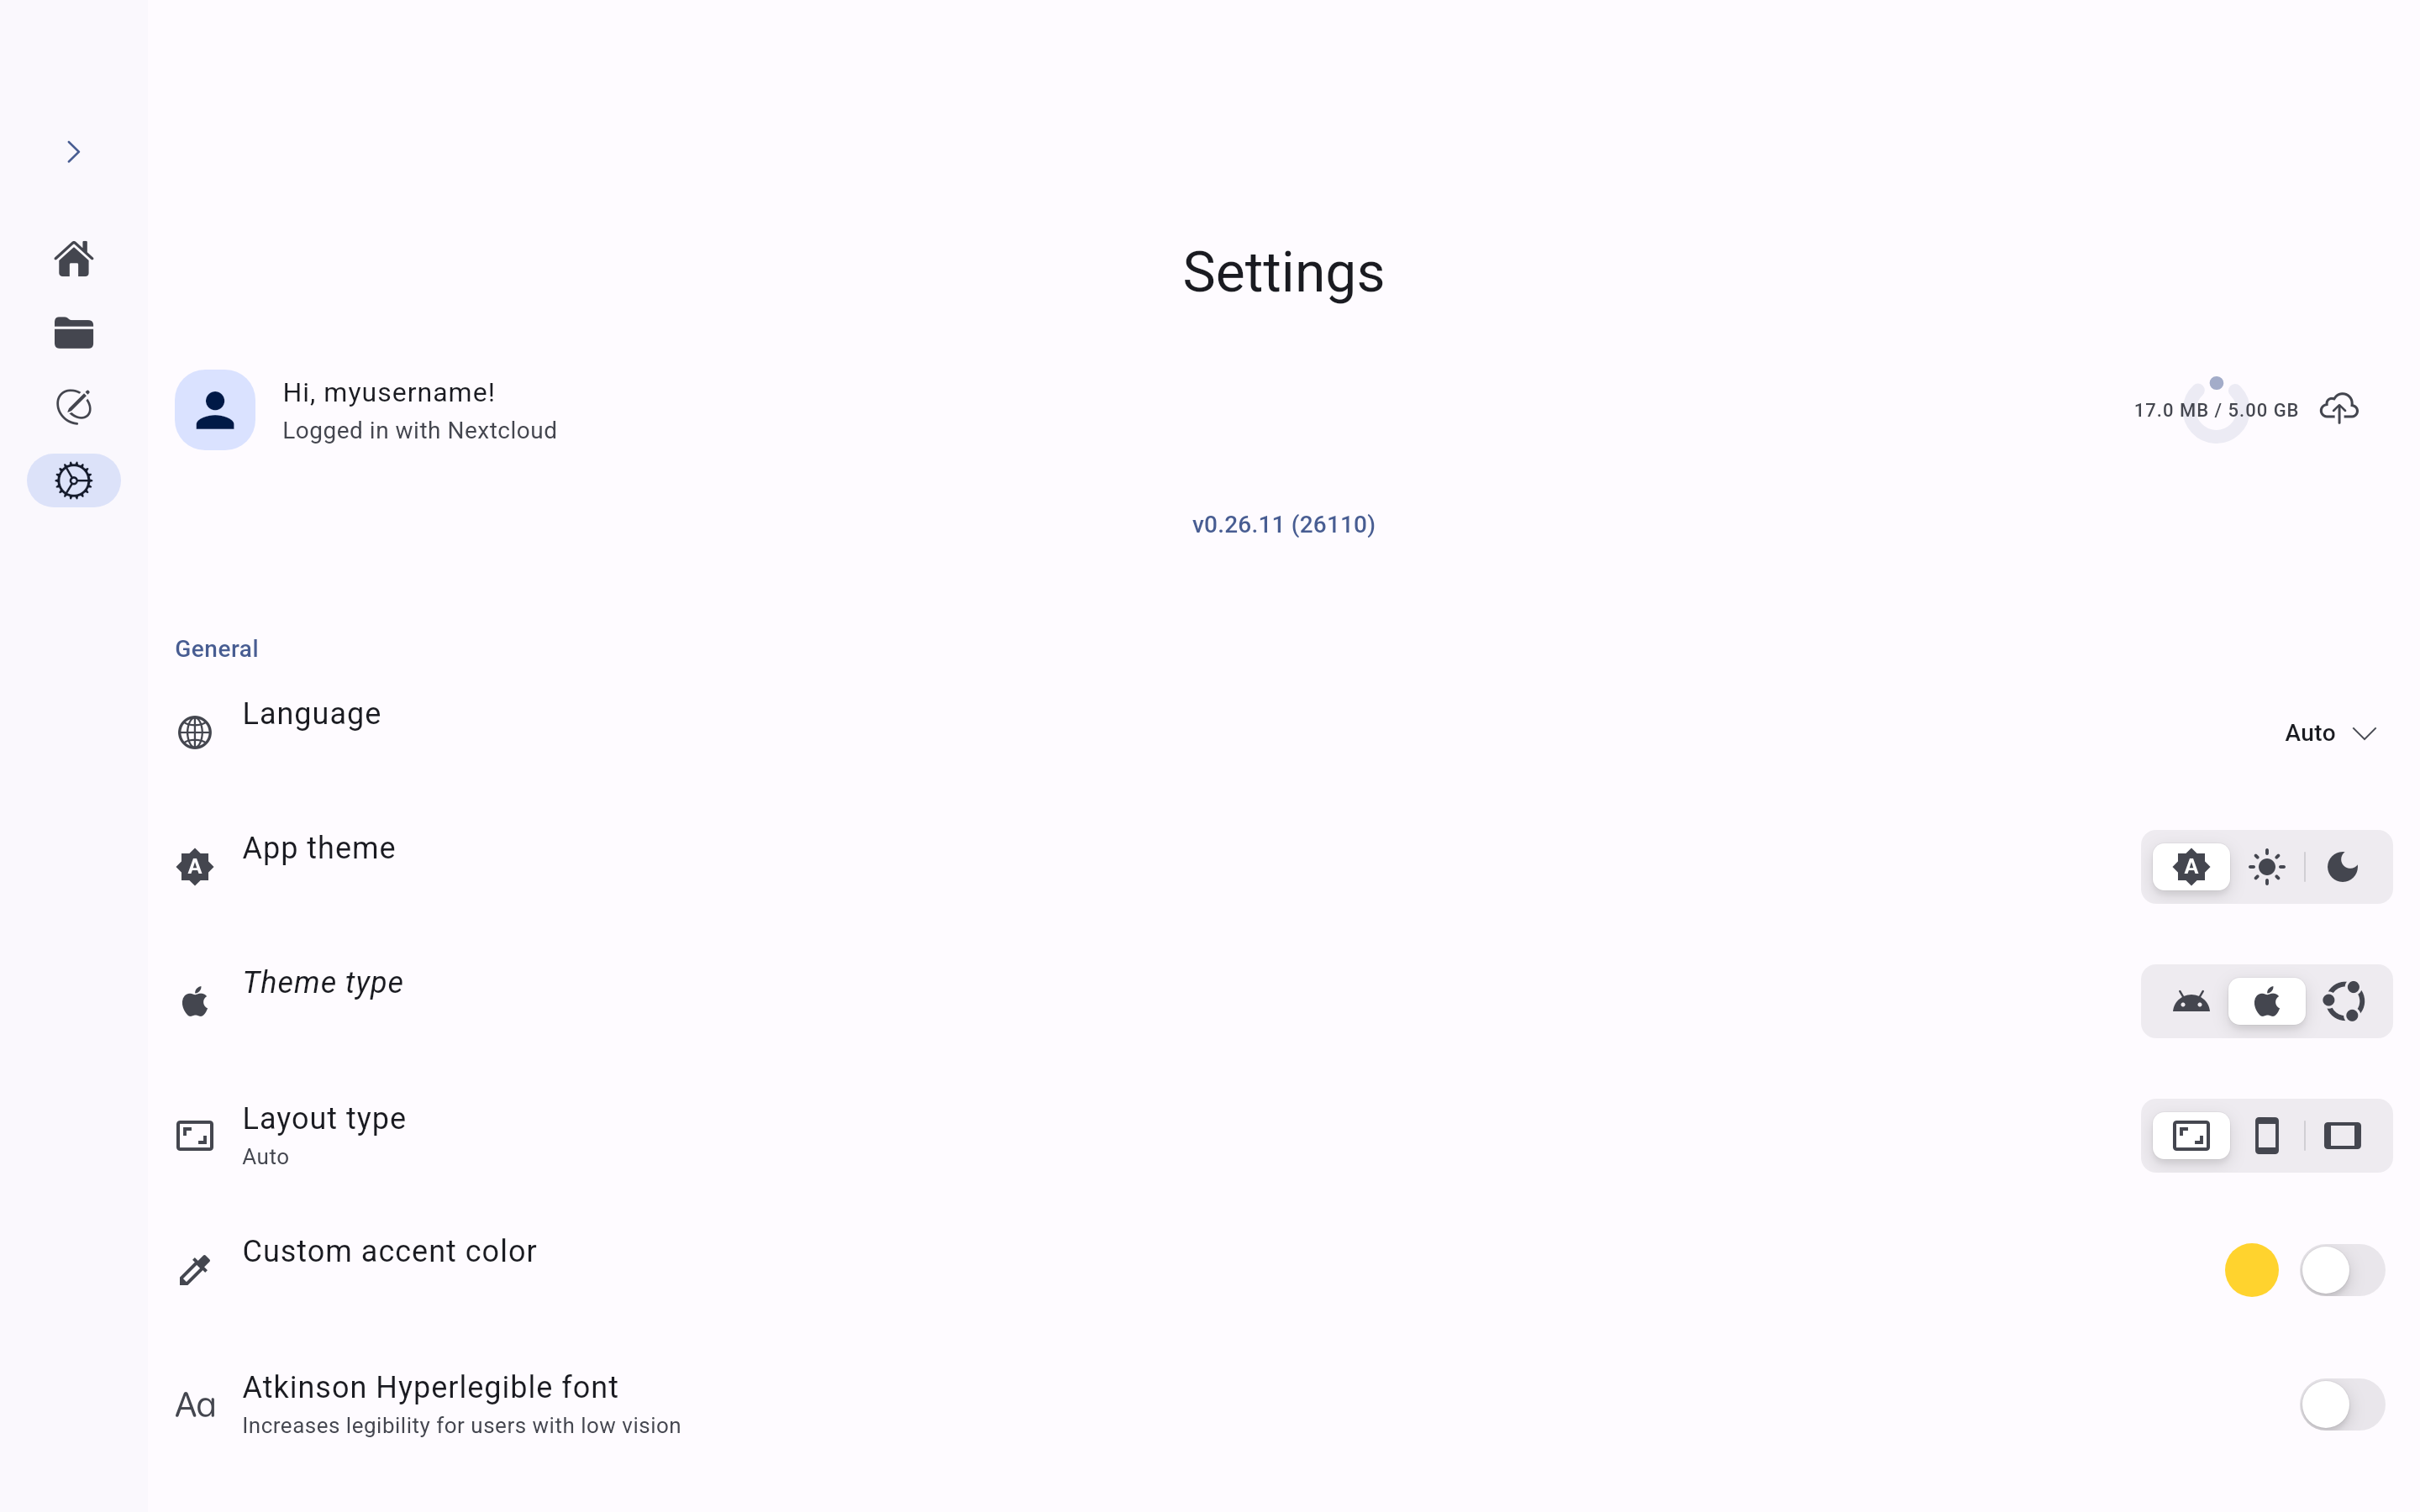 Settings
Hi, myusername!
Logged in with Nextcloud
17.0 MB / 5.00 GB
v0.26.11 (26110)
General
Language
Auto
App theme
Theme type
Layout type
Auto
Custom accent color
Aa
Atkinson Hyperlegible font
Increases legibility for users with low vision